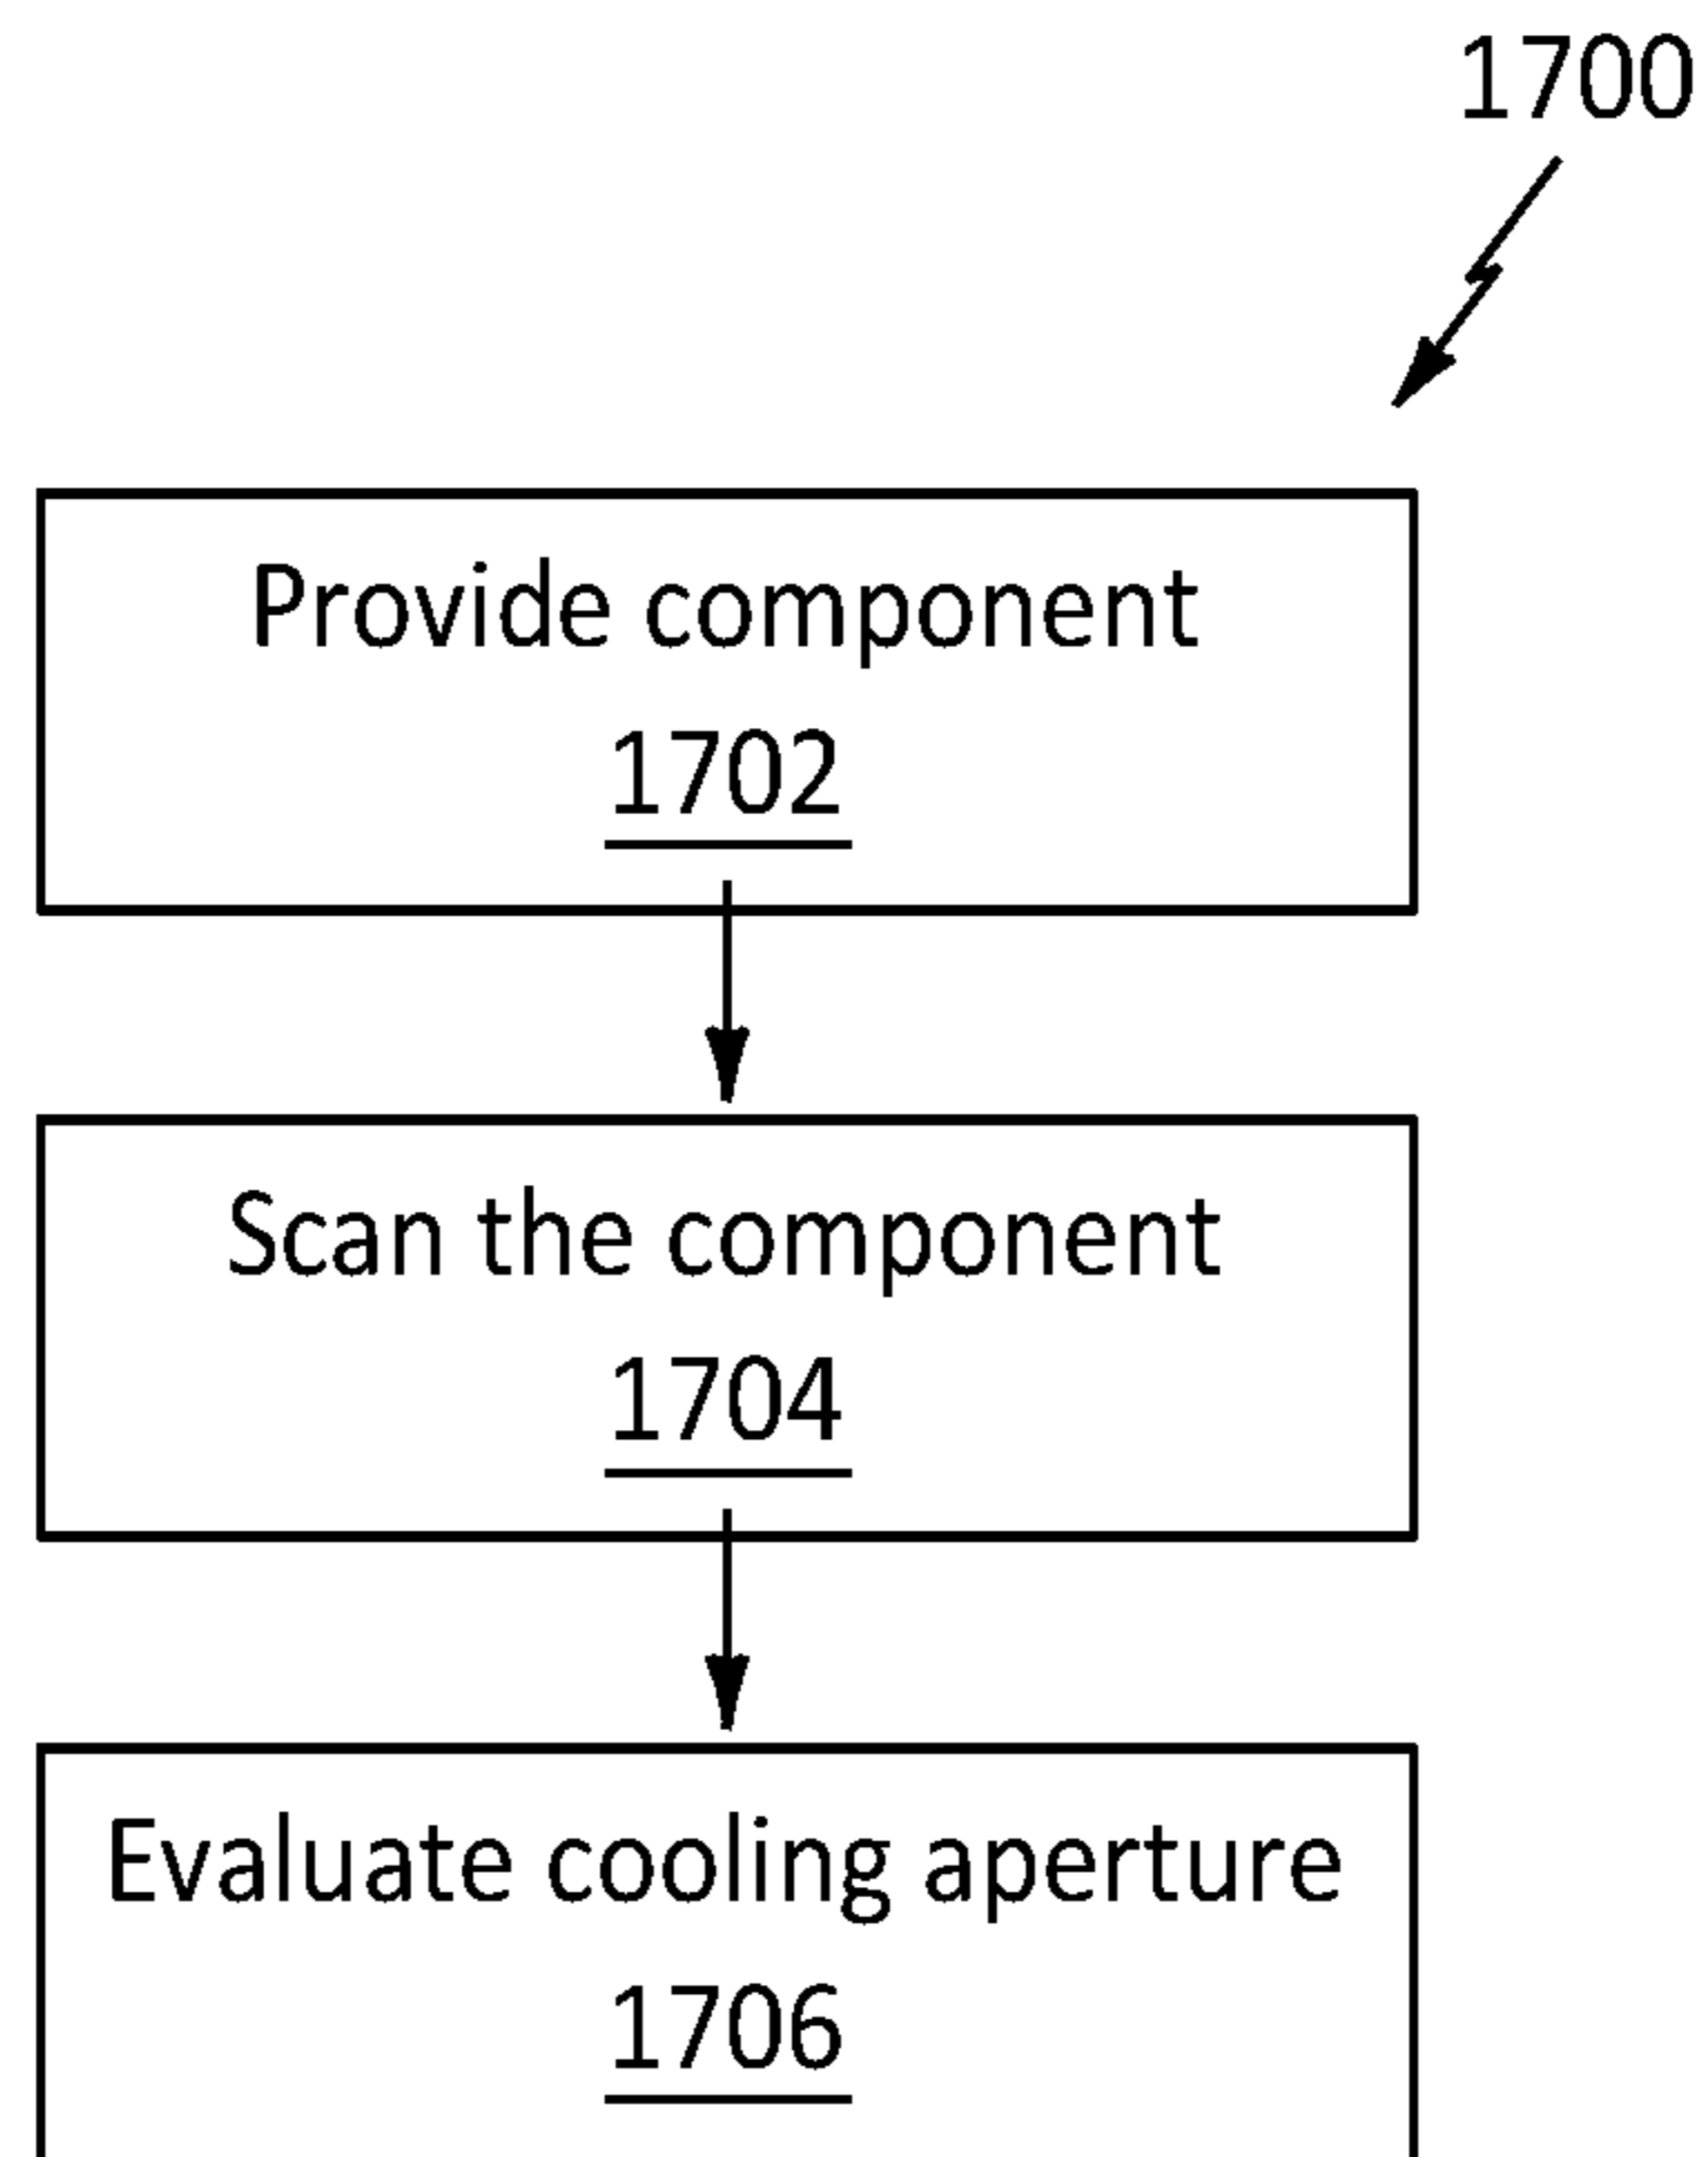 1700
Provide component
1702
Scan the component
1704
Evaluate cooling aperture
1706